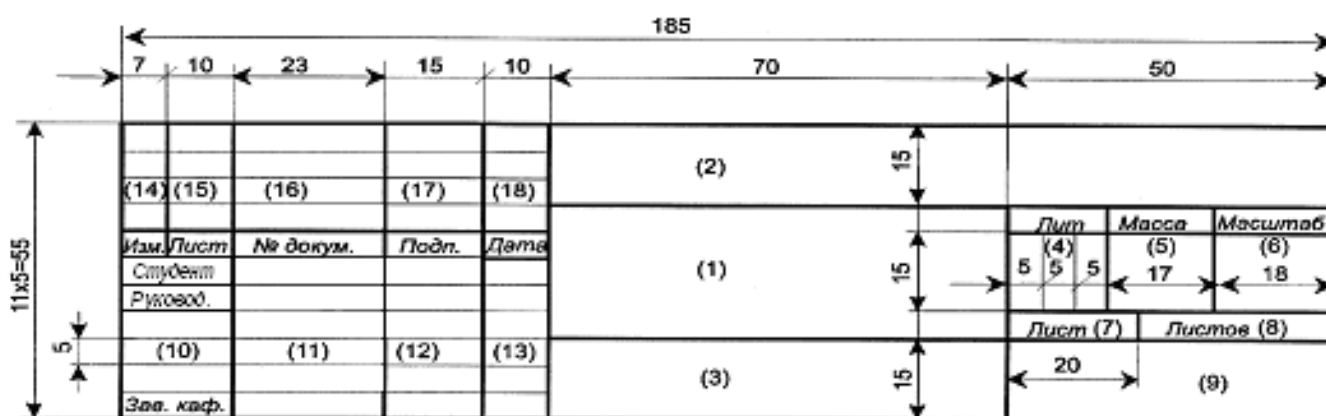 185
7 10 23 15 10 70 50
(2) 15
(14) (15) (16) (17) (18)
Изм. Лист № докум. Подп. Дата
Лит Масса Масштаб
(4) (5) (6)
Студент
(1) 15 5 5 5 17 18
Руковод.
11x5=55
Лист (7) Листов (8)
5 (10) (11) (12) (13)
20
(3) 15 (9)
Зав. каф.